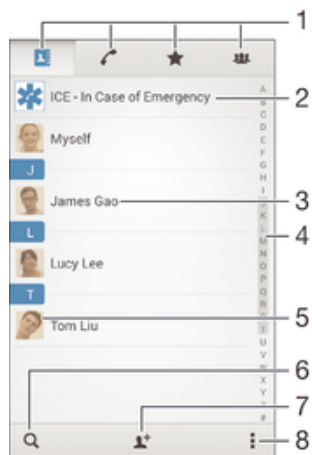 1
ICE - In Case of Emergency
2
Myself
J
James Gao
3
L
Lucy Lee
T
Tom Liu
A
B
C
D
E
F
G
H
I
K
L
M
N
O
P
Q
R
T
U
V
W
X
Y
#
4
5
6
7
8